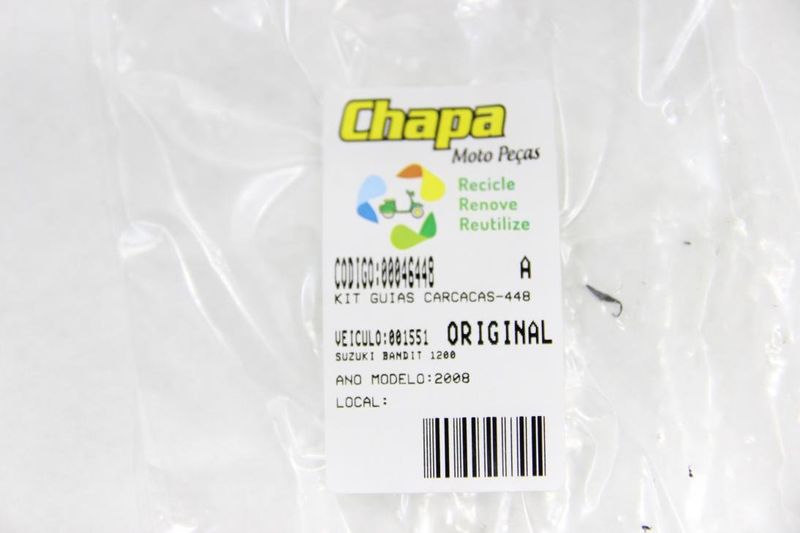 Chapa
Moto Peças
Recicle
Renove
Reutilize
CODIGO:00046448 A
KIT GUIAS CARCACAS-448
VEICULO:001551 ORIGINAL
SUZUKI BANDIT 1200
ANO MODELO:2008
LOCAL: